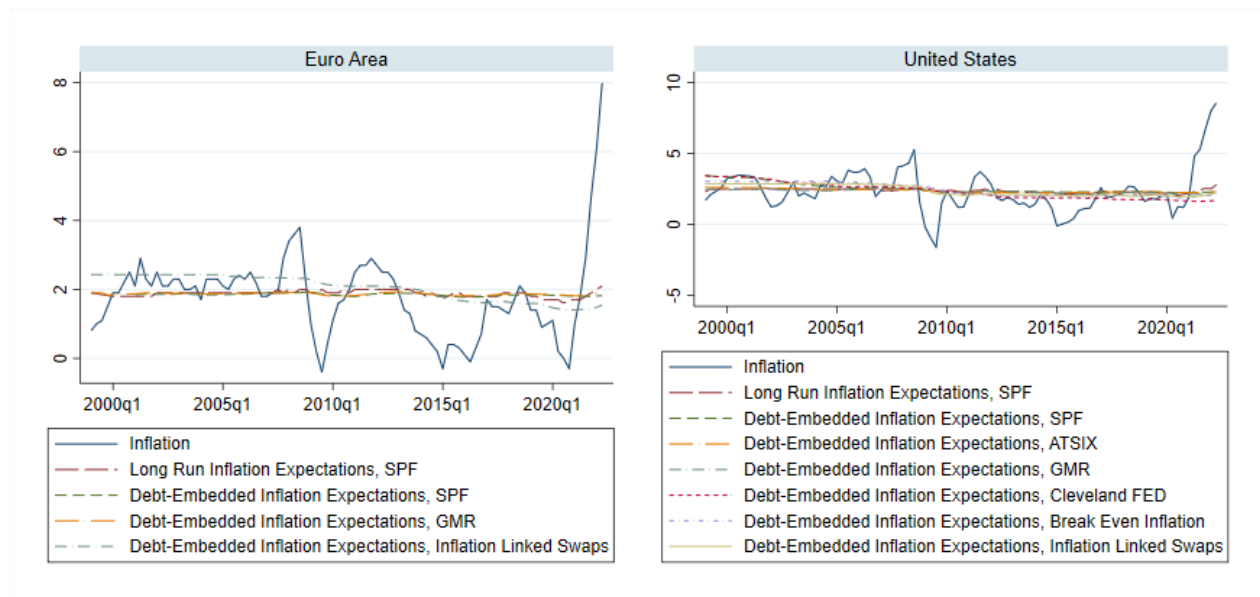 Euro Area
8
6
4
2
0
2000q1 2005q1 2010q1 2015q1 2020q1
Inflation
Long Run Inflation Expectations, SPF
Debt-Embedded Inflation Expectations, SPF
Debt-Embedded Inflation Expectations, GMR
Debt-Embedded Inflation Expectations, Inflation Linked Swaps
United States
10
5
0
-5
2000q1 2005q1 2010q1 2015q1 2020q1
Inflation
Long Run Inflation Expectations, SPF
Debt-Embedded Inflation Expectations, SPF
Debt-Embedded Inflation Expectations, ATSIX
Debt-Embedded Inflation Expectations, GMR
Debt-Embedded Inflation Expectations, Cleveland FED
Debt-Embedded Inflation Expectations, Break Even Inflation
Debt-Embedded Inflation Expectations, Inflation Linked Swaps